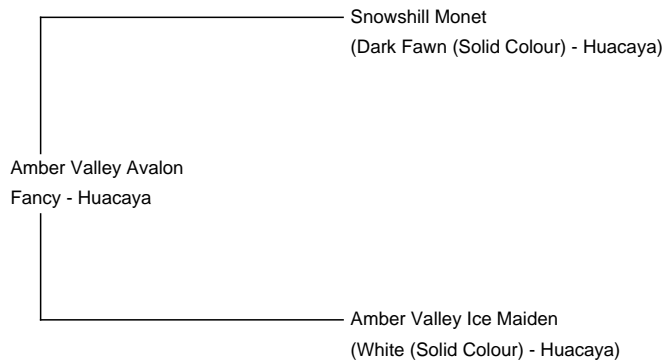 Snowshill Monet
(Dark Fawn (Solid Colour) - Huacaya)
Amber Valley Avalon
Fancy - Huacaya
Amber Valley Ice Maiden
(White (Solid Colour) - Huacaya)